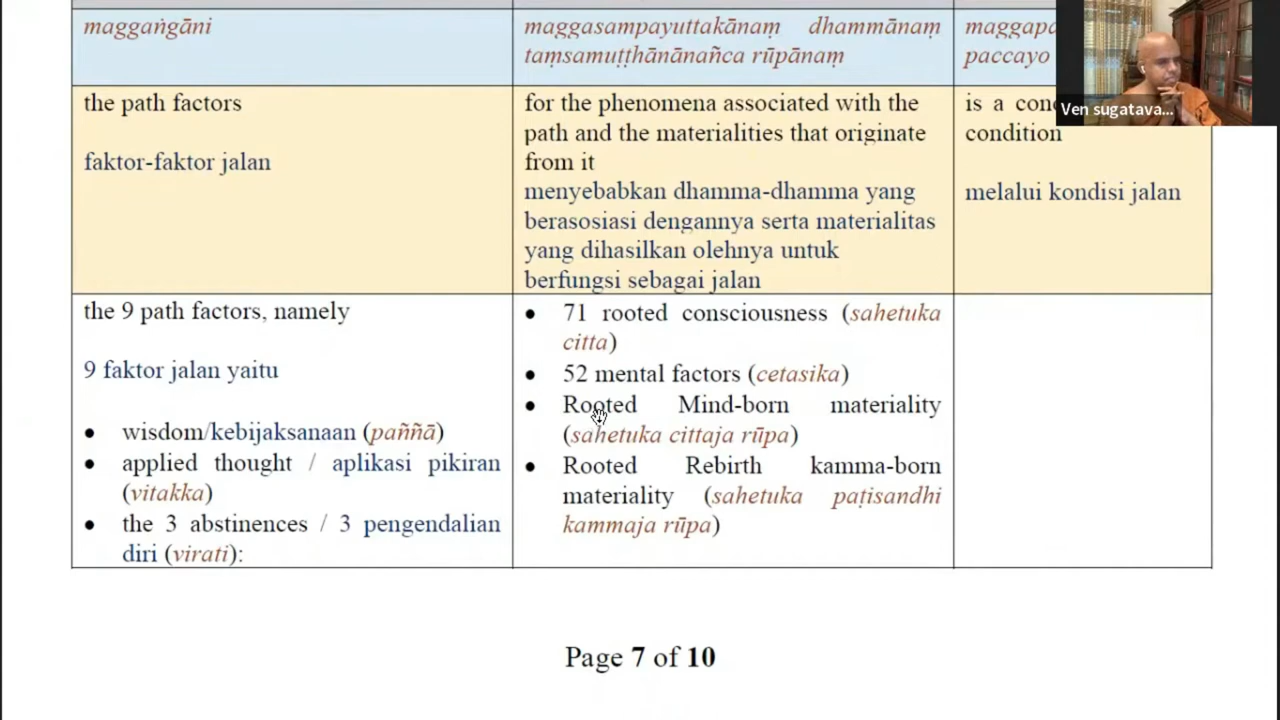 maggaṅgāni
maggasampayuttakānaṃ dhammānaṃ
taṃsamuṭṭhānānañca rūpānaṃ
paccayo
the path factors
faktor-faktor jalan
for the phenomena associated with the
path and the materialities that originate
from it
menyebabkan dhamma-dhamma yang
berasosiasi dengannya serta materialitas
yang dihasilkan olehnya untuk
berfungsi sebagai jalan
is a
condition
melalui kondisi jalan
Ven sugatava...
the 9 path factors, namely
9 faktor jalan yaitu
• wisdom/kebijaksanaan (paññā)
• applied thought / aplikasi pikiran
(vitakka)
• the 3 abstinences / 3 pengendalian
diri (virati):
• 71 rooted consciousness (sahetuka
citta)
• 52 mental factors (cetasika)
• Rooted Mind-born materiality
(sahetuka cittaja rūpa)
• Rooted Rebirth kamma-born
materiality (sahetuka paṭisandhi
kammaja rūpa)
Page 7 of 10